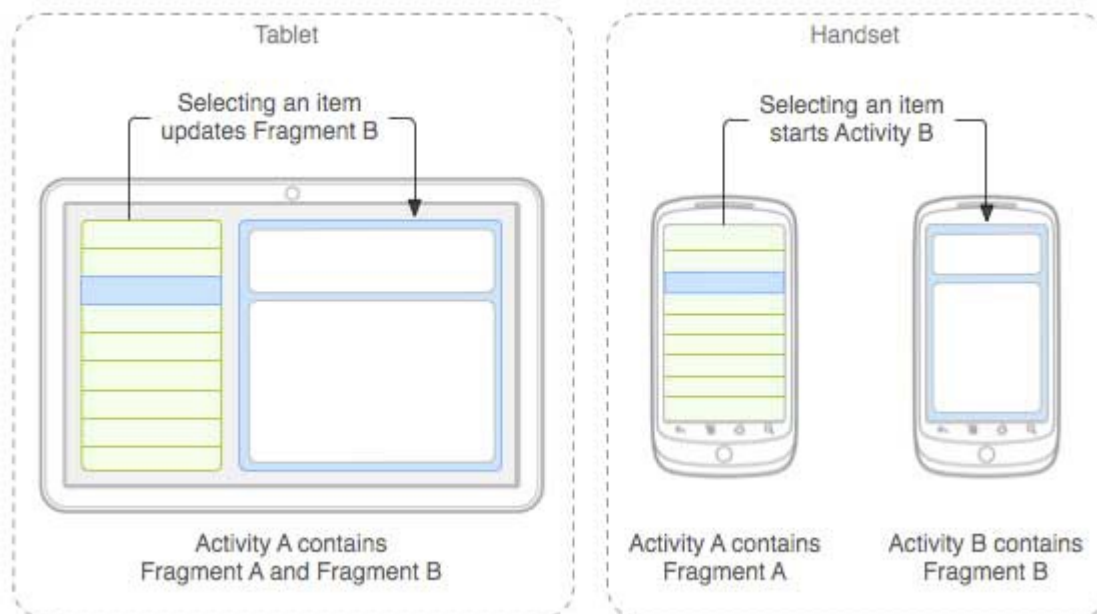 Tablet
Selecting an item
updates Fragment B
Activity A contains
Fragment A and Fragment B
Handset
Selecting an item
starts Activity B
Activity A contains
Fragment A
Activity B contains
Fragment B